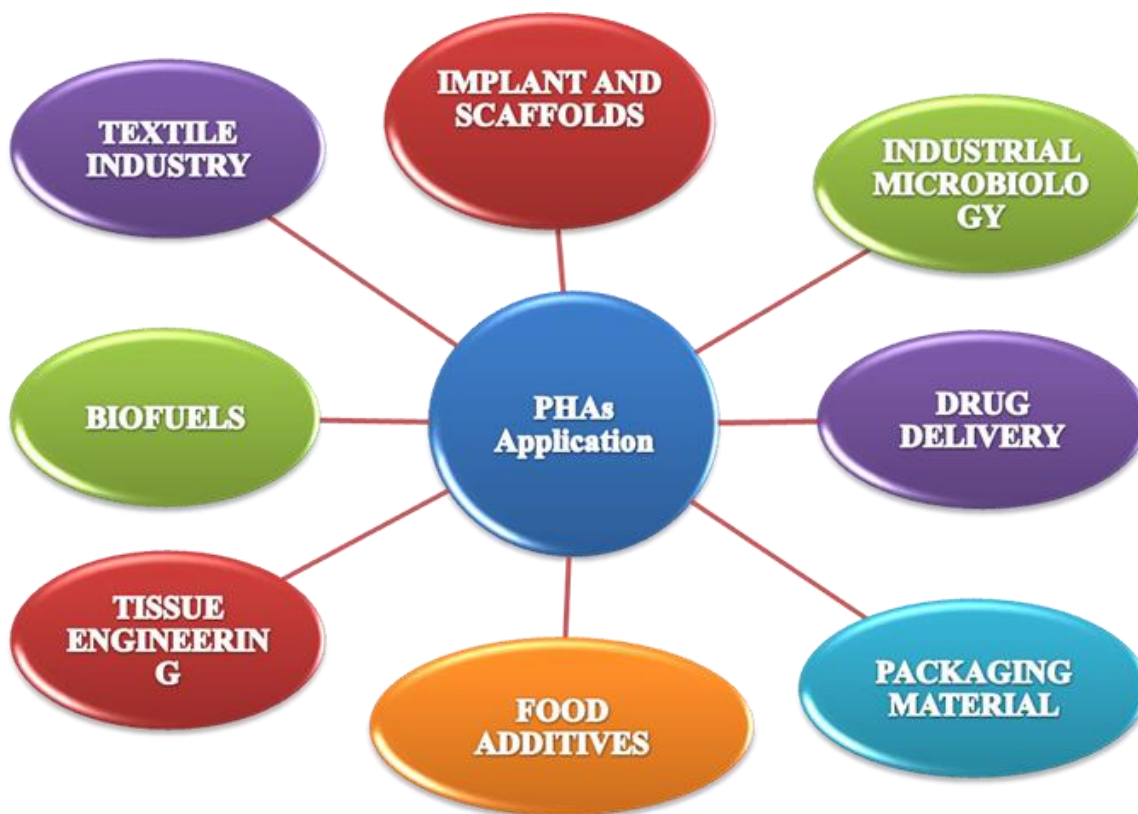 IMPLANT AND
SCAFFOLDS
TEXTILE
INDUSTRY
INDUSTRIAL
MICROBIOLO
GY
BIOFUELS
PHAs
Application
DRUG
DELIVERY
TISSUE
ENGINEERIN
G
FOOD
ADDITIVES
PACKAGING
MATERIAL